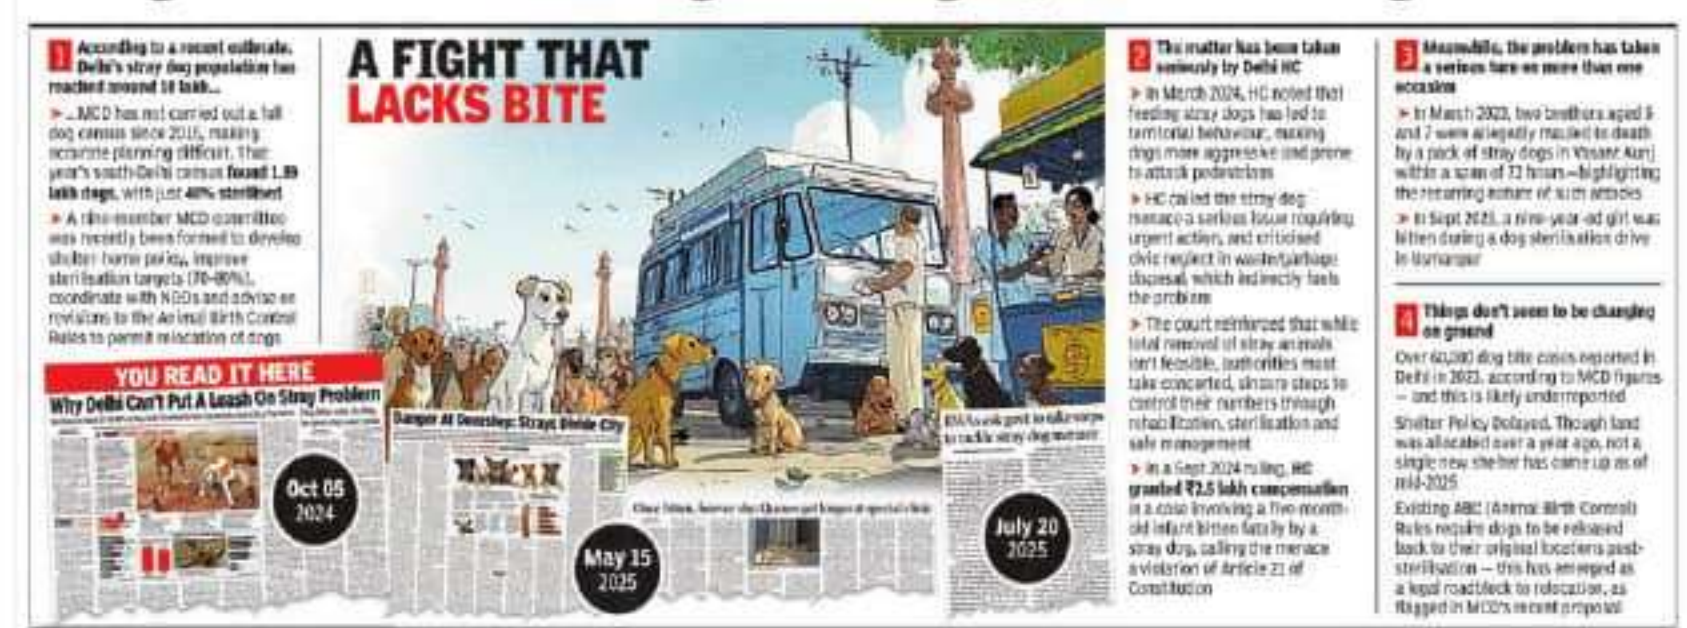 A FIGHT THAT
LACKS BITE
1 According to a recent estimate,
Delhi's stray dog population has
reached around 10 lakh...
➤ ...MCD has not carried out a full
dog census since 2016, making
accurate planning difficult. That
year's south Delhi census found 1.89
lakh dogs, with just 40% sterilised
➤ A nine-member MCD committee
was recently been formed to develop
shelter home policy, improve
sterilisation targets (70-80%),
coordinate with NGOs and advise on
revisions to the Animal Birth Control
Rules to permit relocation of dogs
YOU READ IT HERE
Why Delhi Can't Put A Leash On Stray Problem
Oct 05
2024
Danger At Doorstep: Strays Divide City
May 15
2025
RWAs ask govt to take steps
to tackle stray dog menace
July 20
2025
2 The matter has been taken
seriously by Delhi HC
➤ In March 2024, HC noted that
feeding stray dogs has led to
territorial behaviour, making
dogs more aggressive and prone
to attack pedestrians
➤ HC called the stray dog
menace a serious issue requiring
urgent action, and criticised
civic neglect in waste/garbage
disposal, which indirectly fuels
the problem
➤ The court reinforced that while
total removal of stray animals
isn't feasible, authorities must
take concerted, sincere steps to
control their numbers through
rehabilitation, sterilisation and
safe management
➤ In a Sept 2024 ruling, HC
granted ₹2.5 lakh compensation
in a case involving a five-month-
old infant bitten fatally by a
stray dog, calling the menace
a violation of Article 21 of
Constitution
3 Meanwhile, the problem has taken
a serious turn on more than one
occasion
➤ In March 2023, two brothers aged 5
and 7 were allegedly mauled to death
by a pack of stray dogs in Vasant Kunj
within a span of 72 hours—highlighting
the recurring nature of such attacks
➤ In Sept 2023, a nine-year-old girl was
bitten during a dog sterilisation drive
in Usmanpur
4 Things don't seem to be changing
on ground
Over 60,000 dog bite cases reported in
Delhi in 2023, according to MCD figures
— and this is likely underreported
Shelter Policy Delayed. Though land
was allocated over a year ago, not a
single new shelter has come up as of
mid-2025
Existing ABC (Animal Birth Control)
Rules require dogs to be released
back to their original locations post-
sterilisation — this has emerged as
a legal roadblock to relocation, as
flagged in MCD's recent proposal